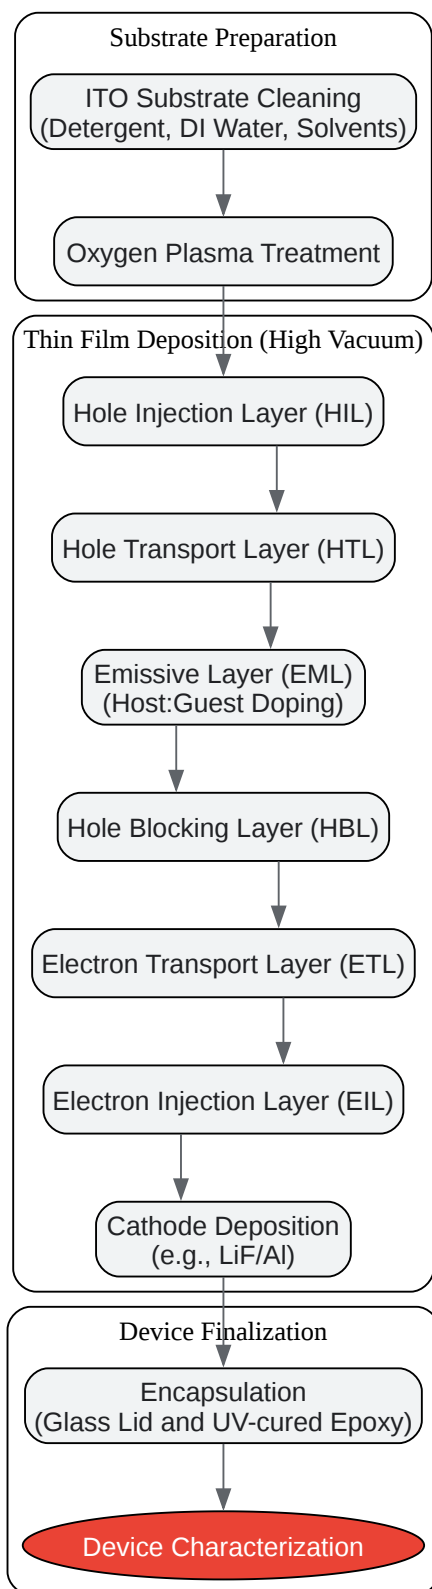 Substrate Preparation
ITO Substrate Cleaning
(Detergent, DI Water, Solvents)
Oxygen Plasma Treatment
Thin Film Deposition (High Vacuum)
Hole Injection Layer (HIL)
Hole Transport Layer (HTL)
Emissive Layer (EML)
(Host:Guest Doping)
Hole Blocking Layer (HBL)
Electron Transport Layer (ETL)
Electron Injection Layer (EIL)
Cathode Deposition
(e.g., LiF/Al)
Device Finalization
Encapsulation
(Glass Lid and UV-cured Epoxy)
Device Characterization